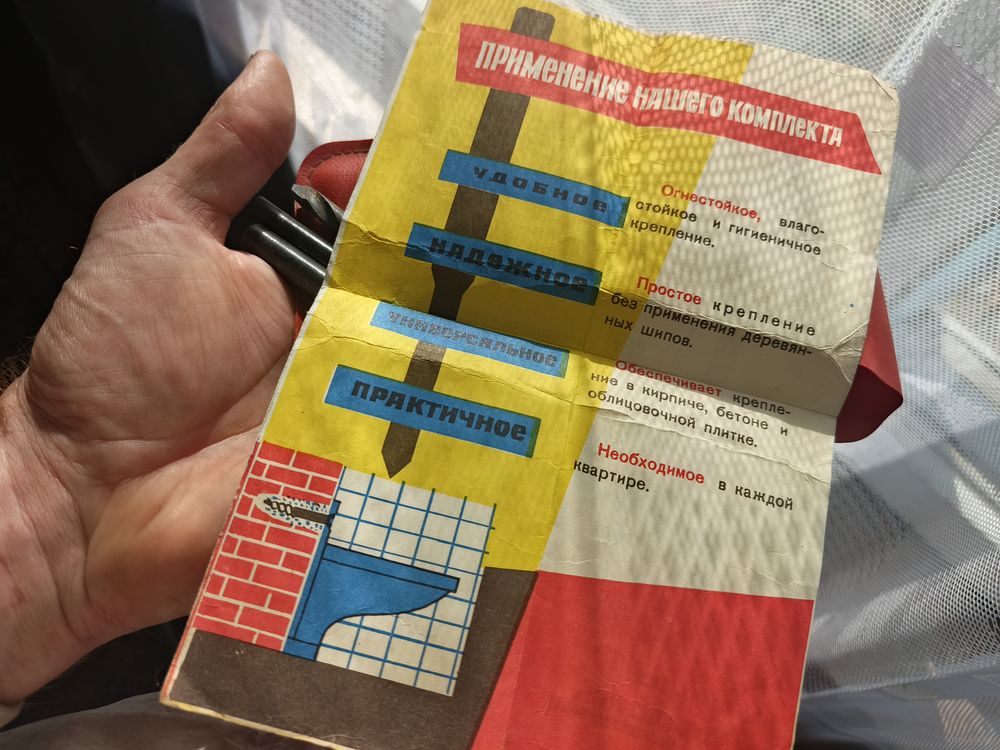 ПРИМЕНЕНИЕ НАШЕГО КОМПЛЕКТА
УДОБНОЕ
НАДЕЖНОЕ
УНИВЕРСАЛЬНОЕ
ПРАКТИЧНОЕ
Огнестойкое, влаго-
стойкое и гигиеничное
крепление.
Простое крепление
без применения деревян-
ных шипов.
Обеспечивает крепле-
ние в кирпиче, бетоне и
облицовочной плитке.
Необходимое в каждой
квартире.